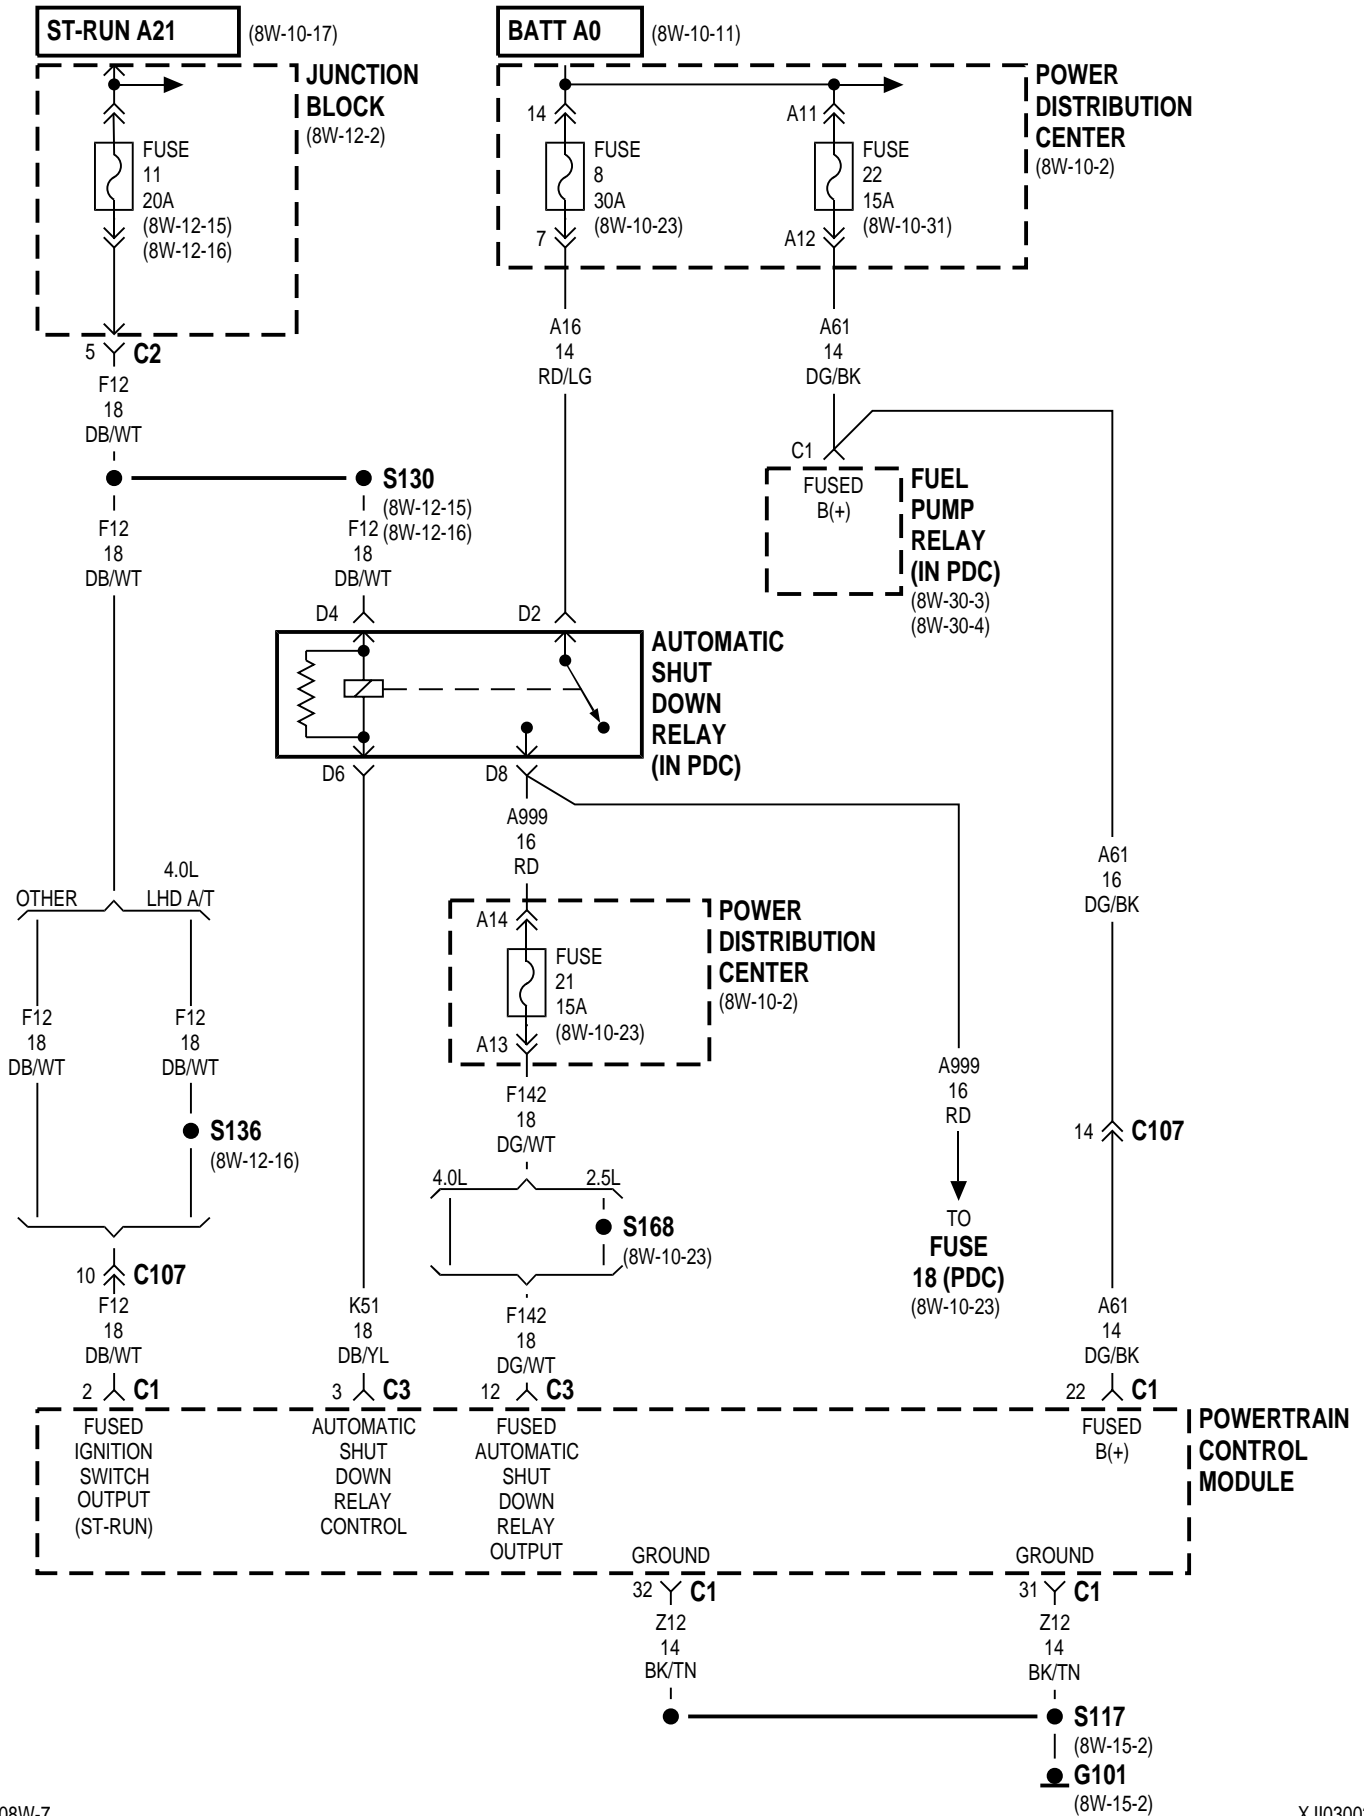 ST-RUN A21
(8W-10-17)
BATT A0
(8W-10-11)
JUNCTION
BLOCK
(8W-12-2)
FUSE
11
20A
(8W-12-15)
(8W-12-16)
14
FUSE
8
30A
(8W-10-23)
7
A11
FUSE
22
15A
(8W-10-31)
A12
POWER
DISTRIBUTION
CENTER
(8W-10-2)
5
C2
F12
18
DB/WT
A16
14
RD/LG
A61
14
DG/BK
S130
(8W-12-15)
(8W-12-16)
F12
18
DB/WT
F12
18
DB/WT
C1
FUSED
B(+)
FUEL
PUMP
RELAY
(IN PDC)
(8W-30-3)
(8W-30-4)
D4
D2
AUTOMATIC
SHUT
DOWN
RELAY
(IN PDC)
D6
D8
A999
16
RD
OTHER
4.0L
LHD A/T
A14
FUSE
21
15A
(8W-10-23)
A13
POWER
DISTRIBUTION
CENTER
(8W-10-2)
A61
16
DG/BK
F12
18
DB/WT
F12
18
DB/WT
S136
(8W-12-16)
F142
18
DG/WT
A999
16
RD
14
C107
4.0L
2.5L
S168
(8W-10-23)
TO
FUSE
18 (PDC)
(8W-10-23)
10
C107
F12
18
DB/WT
K51
18
DB/YL
F142
18
DG/WT
A61
14
DG/BK
2
C1
3
C3
12
C3
22
C1
FUSED
IGNITION
SWITCH
OUTPUT
(ST-RUN)
AUTOMATIC
SHUT
DOWN
RELAY
CONTROL
FUSED
AUTOMATIC
SHUT
DOWN
RELAY
OUTPUT
FUSED
B(+)
POWERTRAIN
CONTROL
MODULE
GROUND
GROUND
32
C1
31
C1
Z12
14
BK/TN
Z12
14
BK/TN
S117
(8W-15-2)
G101
(8W-15-2)